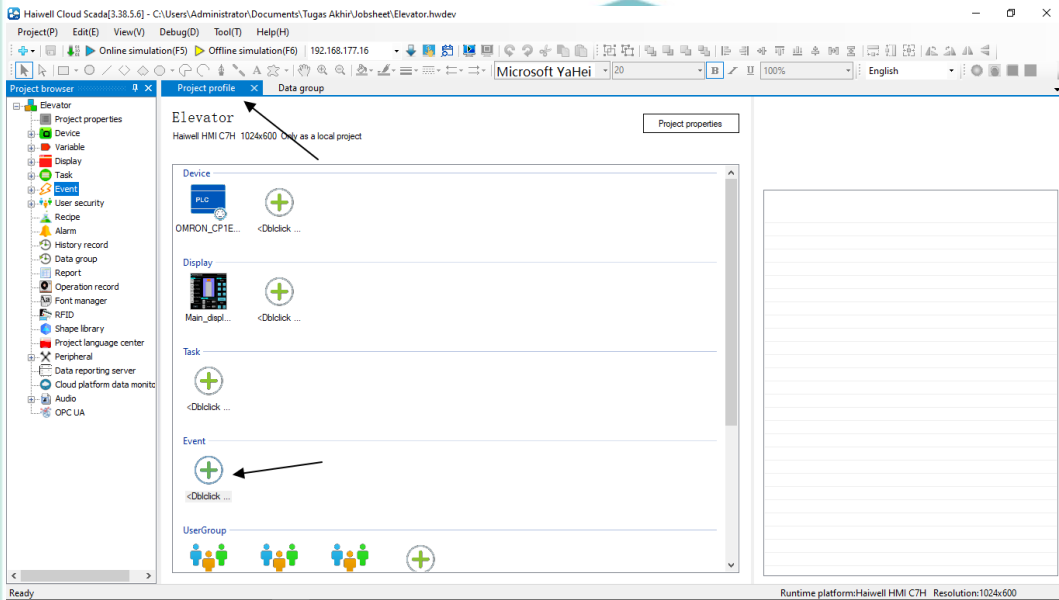 Haiwell Cloud Scada[3.38.5.6] - C:\Users\Administrator\Documents\Tugas Akhir\Jobsheet\Elevator.hwdev
Project(P) Edit(E) View(V) Debug(D) Tool(T) Help(H)
Online simulation(F5) Offline simulation(F6) 192.168.177.16
Microsoft YaHei 20 B I U 100% English
Project browser
Elevator
Project properties
Device
Variable
Display
Task
Event
User security
Recipe
Alarm
History record
Data group
Report
Operation record
Font manager
RFID
Shape library
Project language center
Peripheral
Data reporting server
Cloud platform data monitc
Audio
OPC UA
Project profile Data group
Elevator
Haiwell HMI C7H 1024x600 Only as a local project
Project properties
Device
PLC
OMRON_CP1E... <Dblclick ...
Display
Main_displ... <Dblclick ...
Task
<Dblclick ...
Event
<Dblclick ...
UserGroup
Ready
Runtime platform:Haiwell HMI C7H Resolution:1024x600